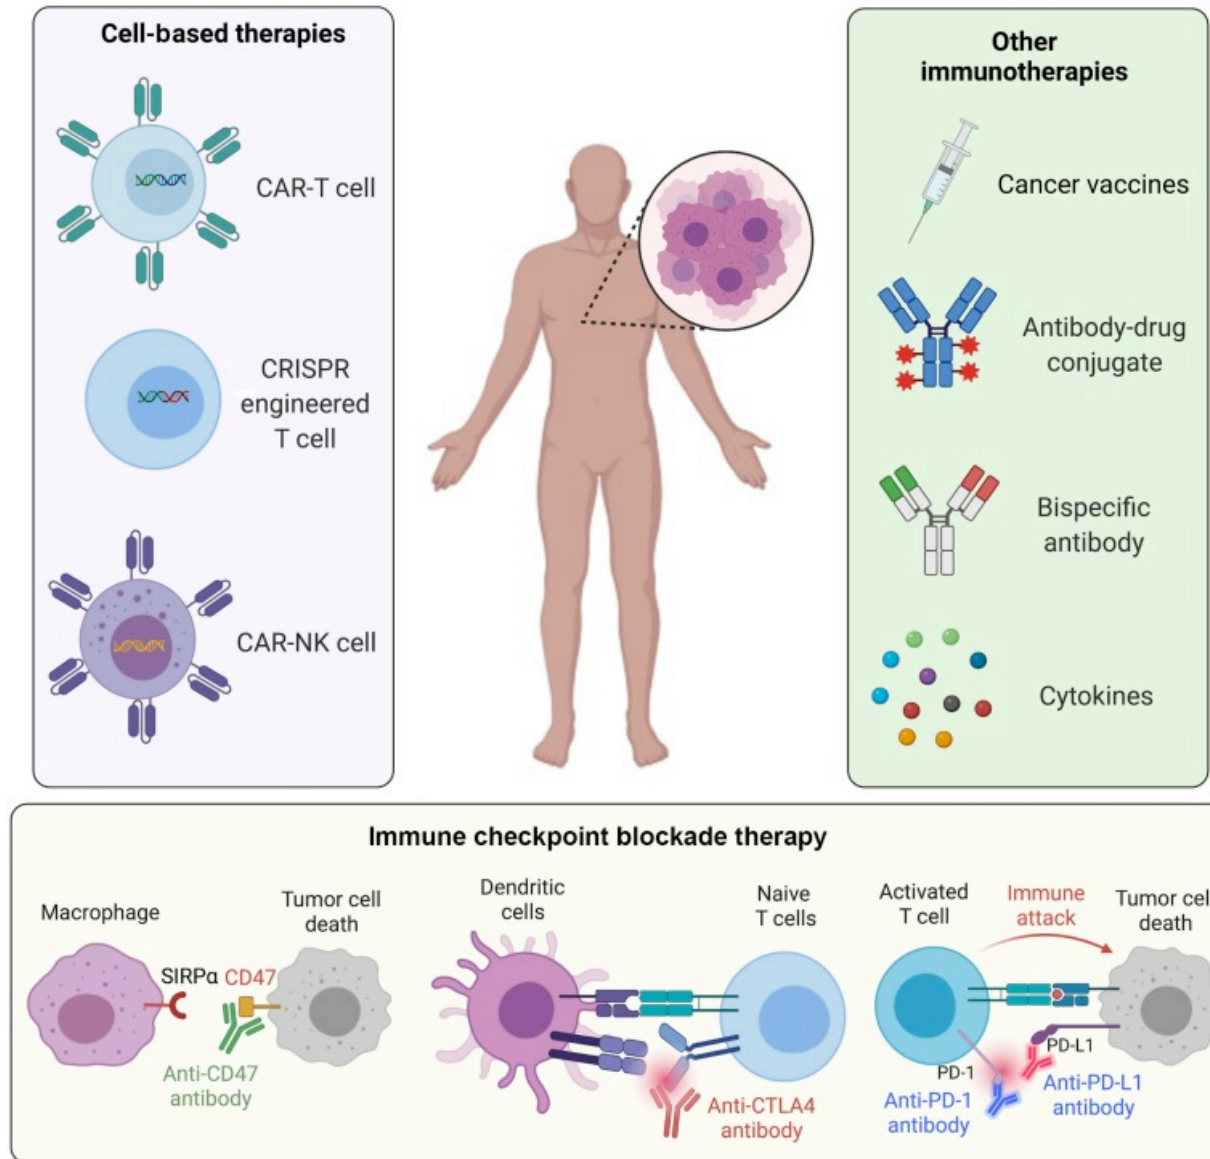 Cell-based therapies
CAR-T cell
CRISPR
engineered
T cell
CAR-NK cell
Other
immunotherapies
Cancer vaccines
Antibody-drug
conjugate
Bispecific
antibody
Cytokines
Immune checkpoint blockade therapy
Macrophage
Tumor cell
death
SIRPα
CD47
Anti-CD47
antibody
Dendritic
cells
Naive
T cells
Anti-CTLA4
antibody
Activated
T cell
Immune
attack
Tumor cell
death
PD-1
PD-L1
Anti-PD-1
antibody
Anti-PD-L1
antibody